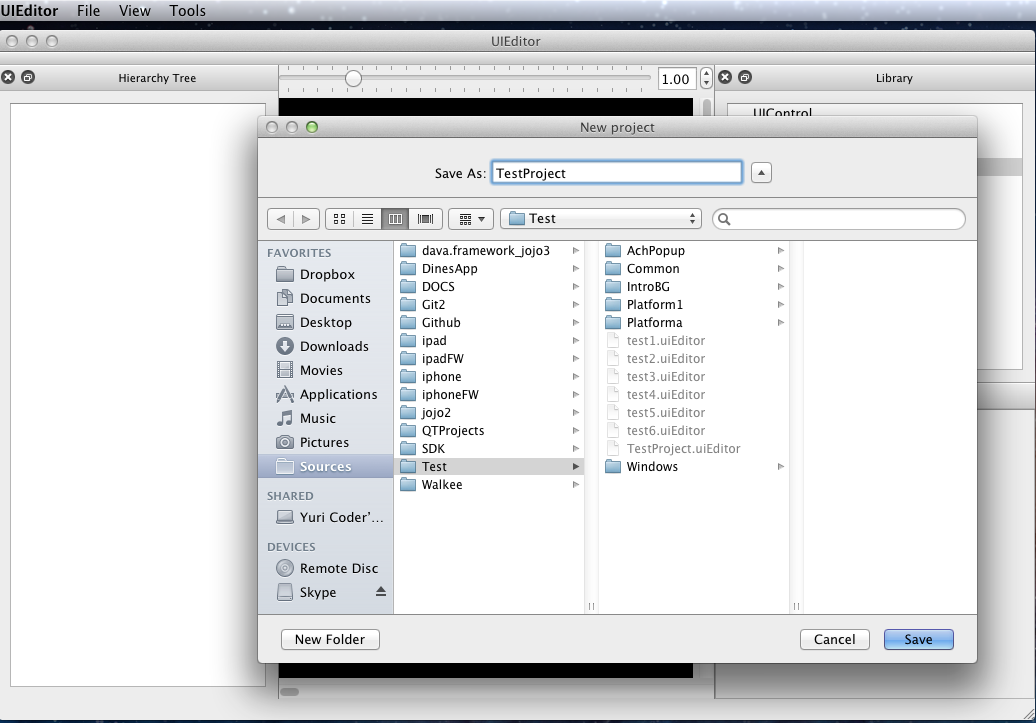 UIEditor File View Tools
UIEditor
Hierarchy Tree
1.00
Library
UIControl
New project
Save As: TestProject
Test
FAVORITES
Dropbox
Documents
Desktop
Downloads
Movies
Applications
Music
Pictures
Sources
SHARED
Yuri Coder'...
DEVICES
Remote Disc
Skype
dava.framework_jojo3
DinesApp
DOCS
Git2
Github
ipad
ipadFW
iphone
iphoneFW
jojo2
QTProjects
SDK
Test
Walkee
AchPopup
Common
IntroBG
Platform1
Platforma
test1.uiEditor
test2.uiEditor
test3.uiEditor
test4.uiEditor
test5.uiEditor
test6.uiEditor
TestProject.uiEditor
Windows
New Folder
Cancel
Save